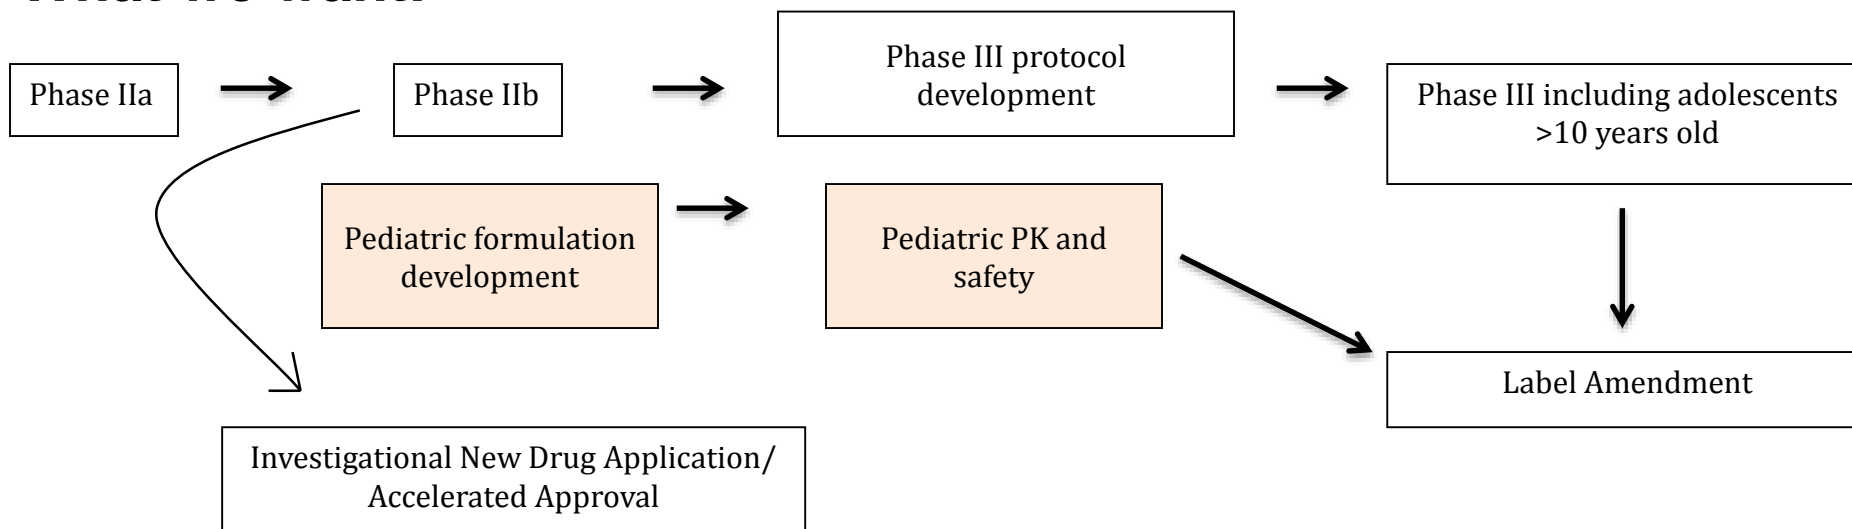 Phase IIa
Phase IIb
Phase III protocol
development
Phase III including adolescents
>10 years old
Pediatric formulation
development
Pediatric PK and
safety
Label Amendment
Investigational New Drug Application/
Accelerated Approval